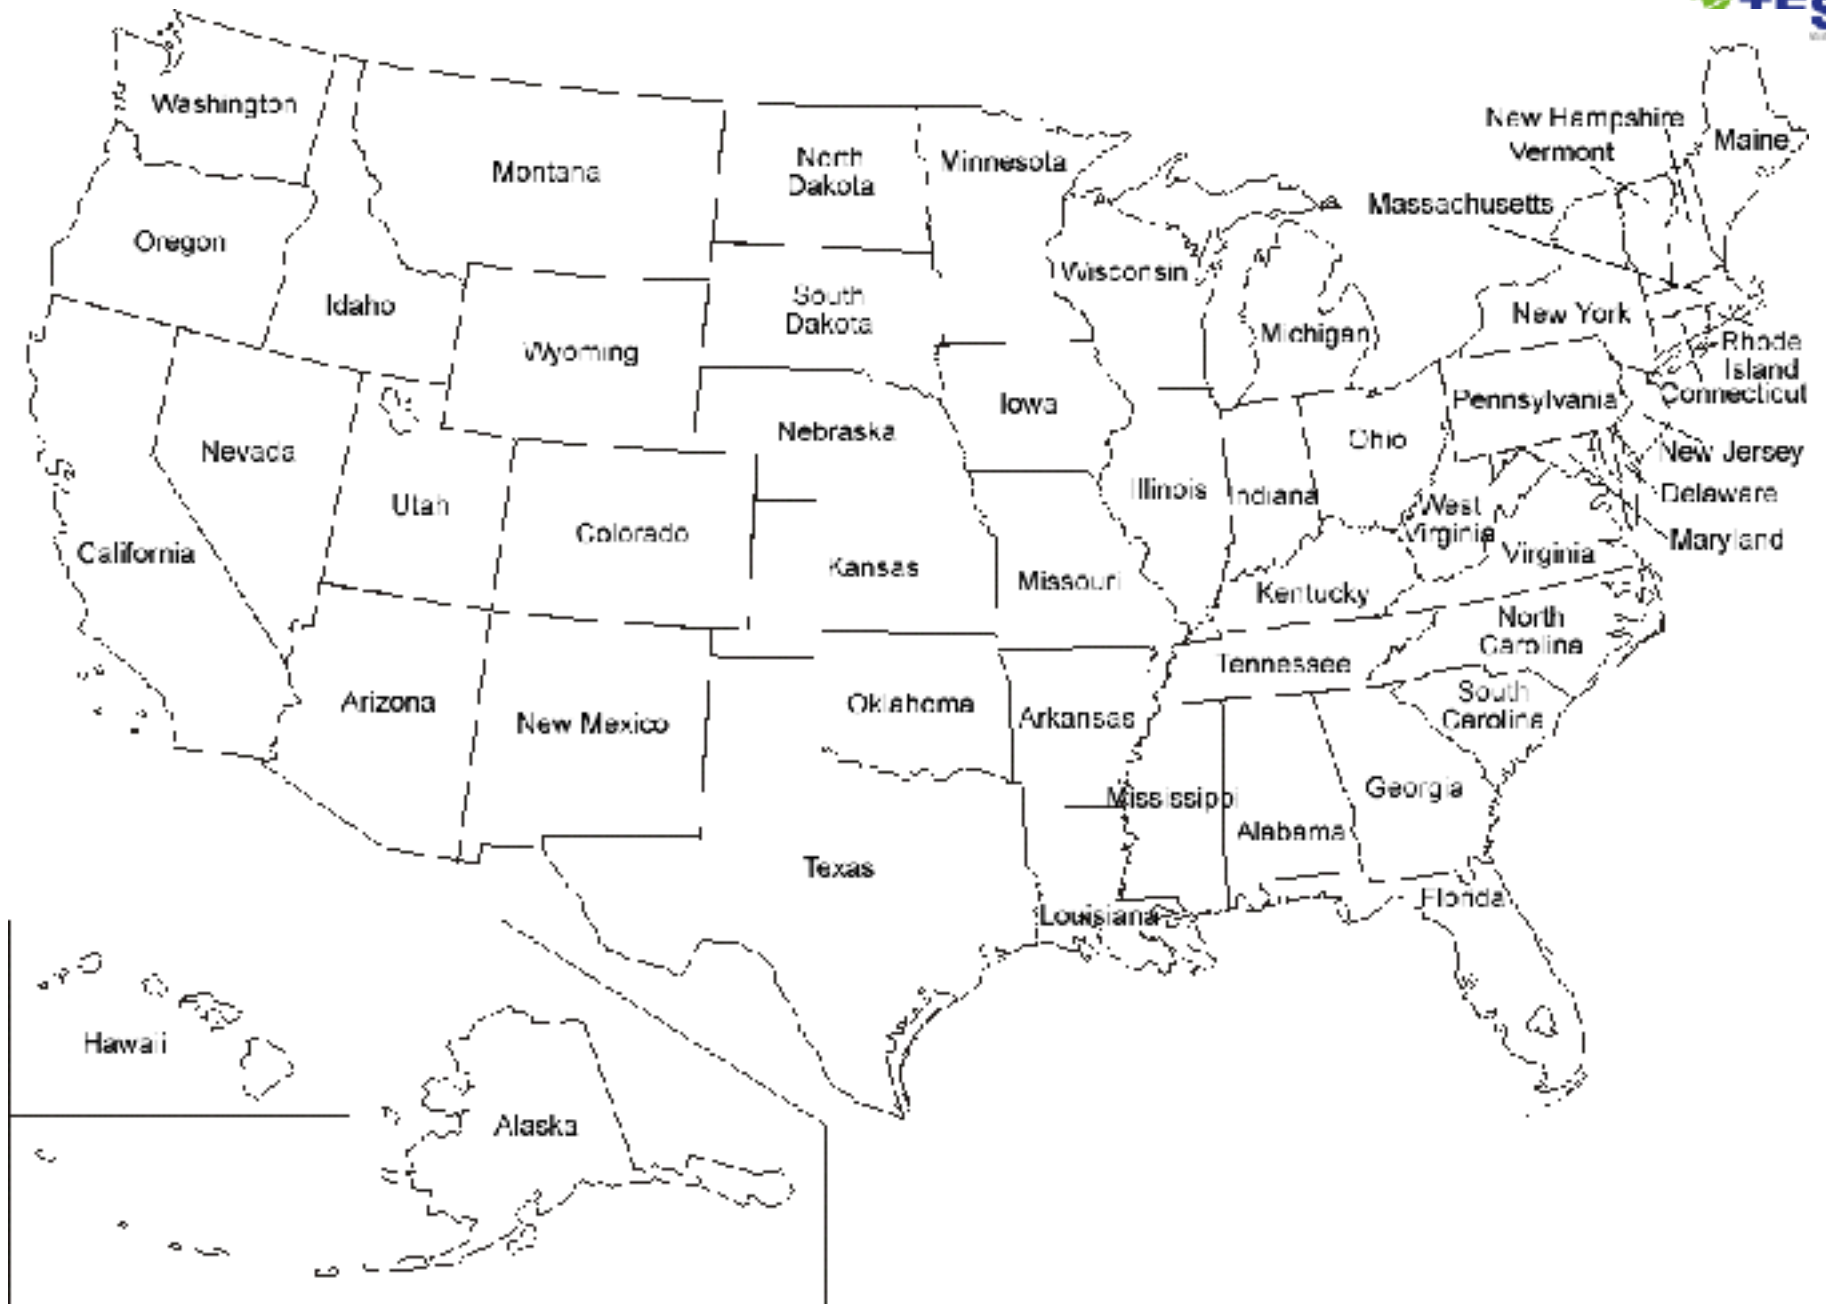 TES
Washington
Montana
North
Dakota
Minnesota
New Hampshire
Vermont
Maine
Massachusetts
Oregon
Idaho
Wyoming
South
Dakota
Wisconsin
Michigan
New York
Rhode
Island
Connecticut
Nevada
Utah
Colorado
Nebraska
Iowa
Illinois
Indiana
Ohio
Pennsylvania
New Jersey
Delaware
Maryland
West
Virginia
Virginia
California
Kansas
Missouri
Kentucky
North
Carolina
Tennessee
South
Carolina
Arizona
New Mexico
Oklahoma
Arkansas
Mississippi
Alabama
Georgia
Texas
Louisiana
Florida
Hawaii
Alaska